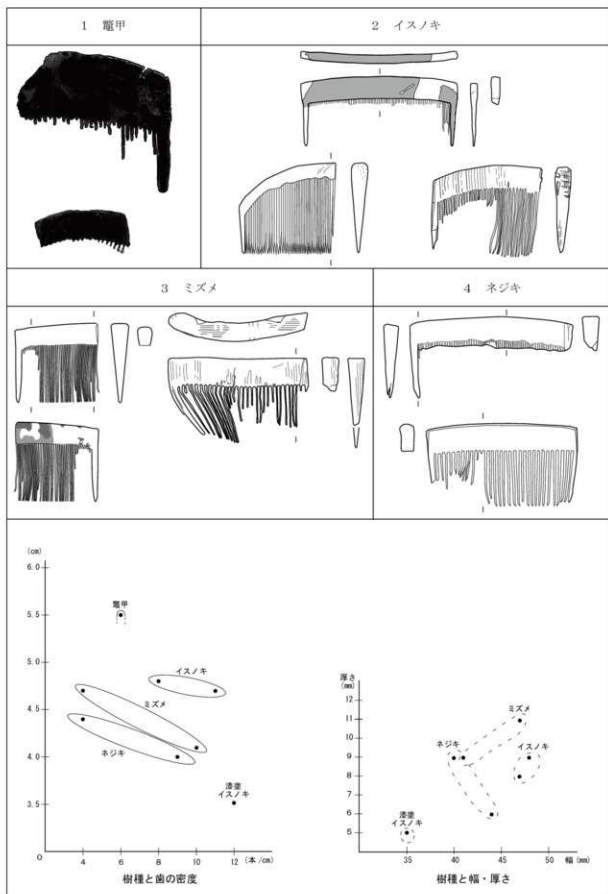 1 鼈甲
2 イスノキ
3 ミズメ
4 ネジキ
(cm)
6.0
5.5
5.0
4.5
4.0
3.5
0
鼈甲
イスノキ
ミズメ
ネジキ
漆塗
イスノキ
4 6 8 10 12 (本/cm)
樹種と歯の密度
厚さ
(mm)
12
11
10
9
8
7
6
5
ミズメ
ネジキ
イスノキ
漆塗
イスノキ
35 40 45 50 幅(mm)
樹種と幅・厚さ